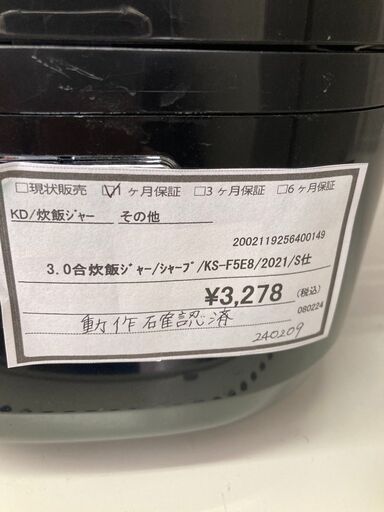 □現状販売 ☑1ヶ月保証 □3ヶ月保証 □6ヶ月保証
KD/炊飯ｼﾞｬｰ その他
2002119256400149
3.0合炊飯ｼﾞｬｰ/ｼｬｰﾌﾟ/KS-F5E8/2021/S仕
¥3,278 (税込)
080224
動作確認済
240209